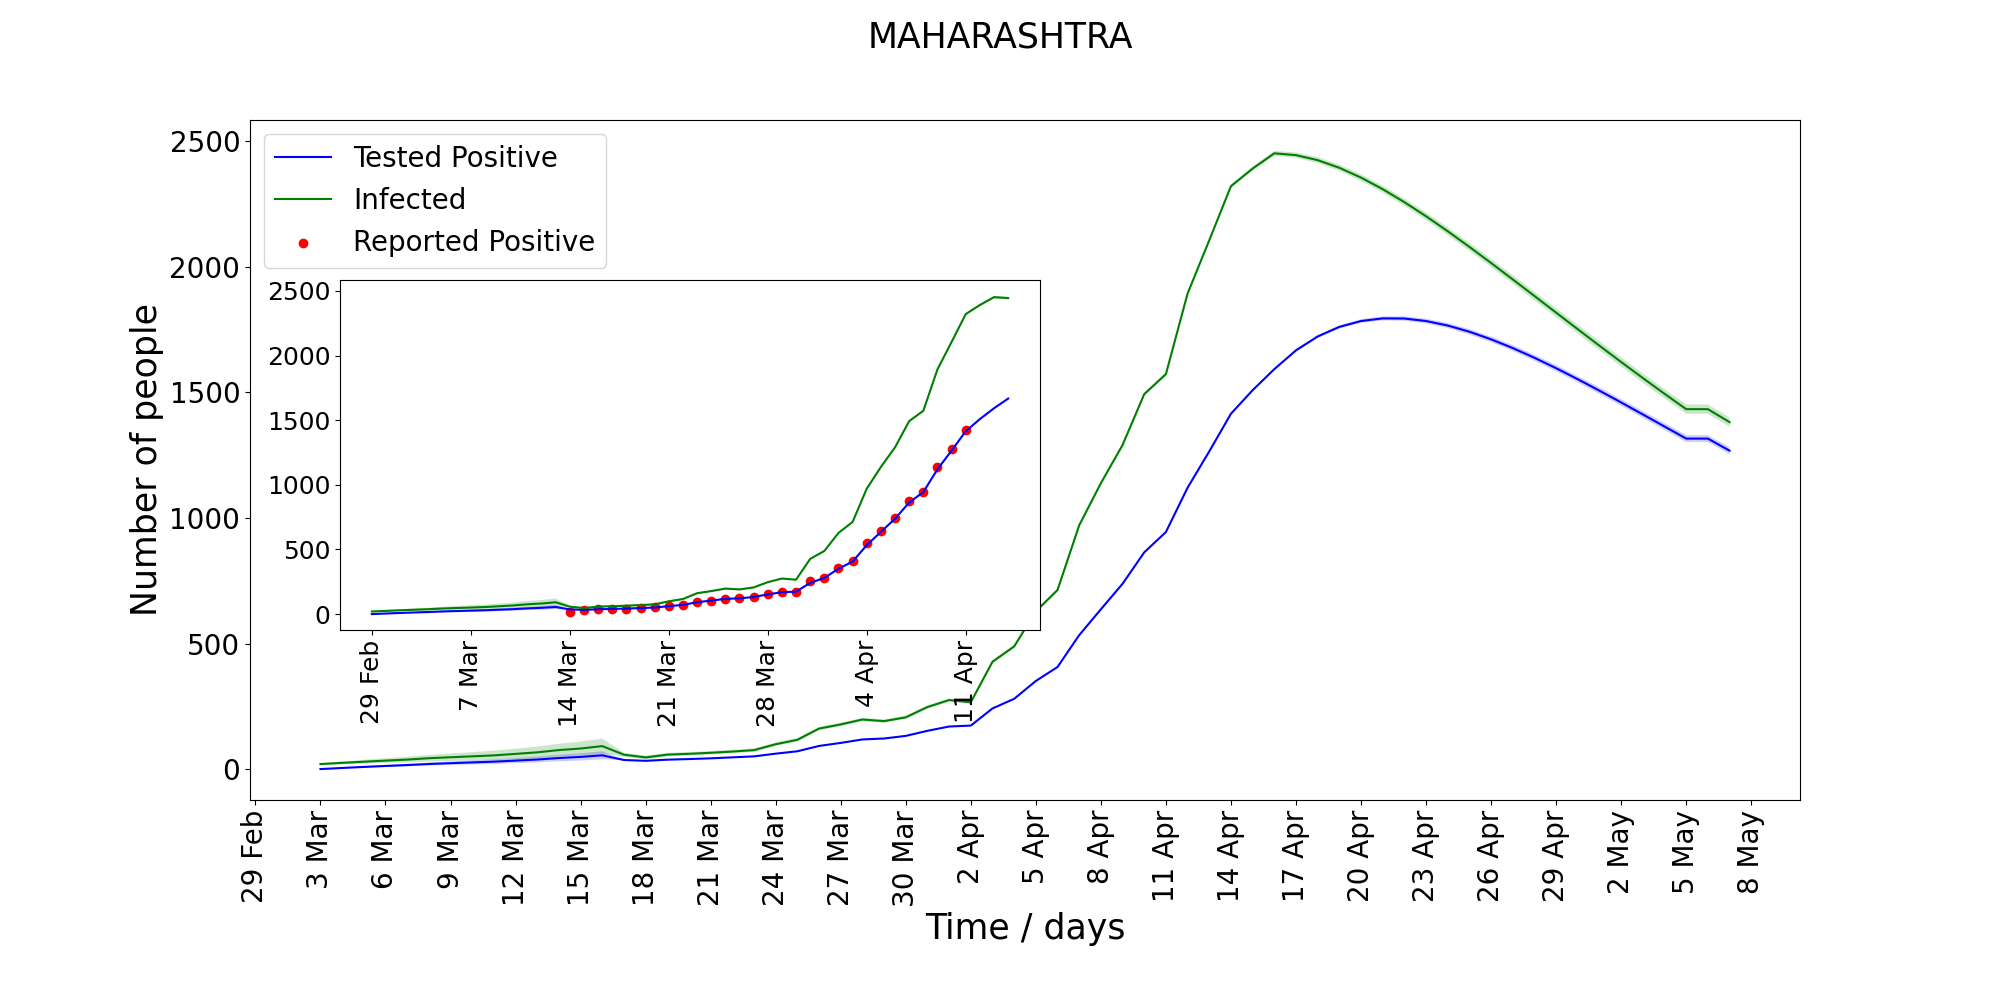 MAHARASHTRA
Number of people
2500
2000
1500
1000
500
0
Tested Positive
Infected
Reported Positive
2500
2000
1500
1000
500
0
29 Feb
7 Mar
14 Mar
21 Mar
28 Mar
4 Apr
11 Apr
29 Feb
3 Mar
6 Mar
9 Mar
12 Mar
15 Mar
18 Mar
21 Mar
24 Mar
27 Mar
30 Mar
2 Apr
5 Apr
8 Apr
11 Apr
14 Apr
17 Apr
20 Apr
23 Apr
26 Apr
29 Apr
2 May
5 May
8 May
Time / days